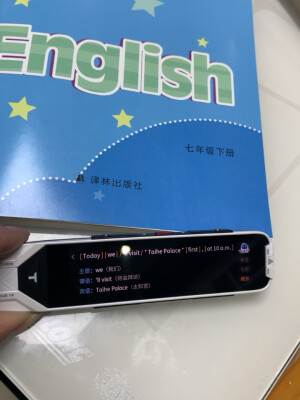 English
七年级下册
译林出版社
[Today] we / 'll visit / "Taihe Palace" [first], [at 10 a.m.]
主语: we (我们)
谓语: 'll visit (将会拜访)
宾语: Taihe Palace (太和宫)
T